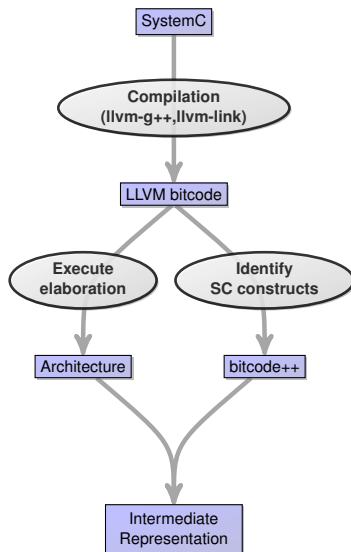 SystemC
Compilation
(llvm-g++,llvm-link)
LLVM bitcode
Execute
elaboration
Identify
SC constructs
Architecture
bitcode++
Intermediate
Representation